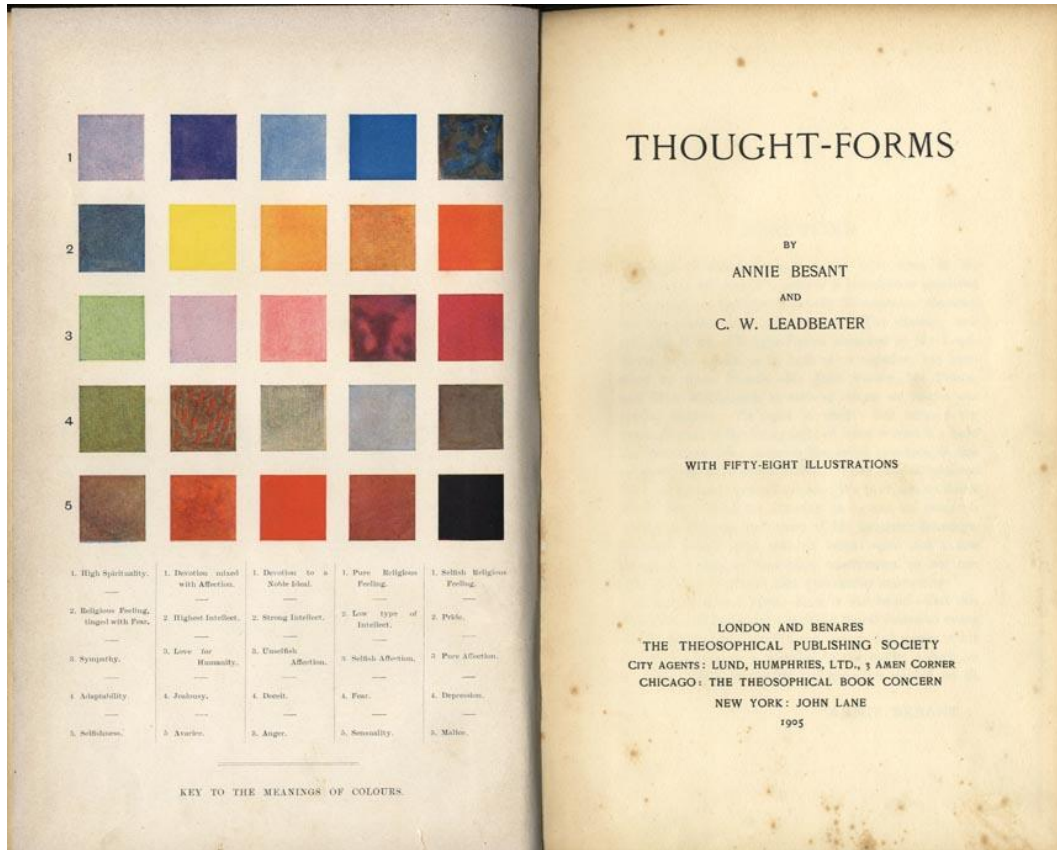 1
2
3
4
5
1. High Spirituality.
2. Religious Feeling,
tinged with Fear.
3. Sympathy.
4. Adaptability
5. Selfishness.
1. Devotion mixed
with Affection.
2. Highest Intellect.
3. Love for
Humanity.
4. Jealousy.
5. Avarice.
1. Devotion to a
Noble Ideal.
2. Strong Intellect.
3. Unselfish
Affection.
4. Deceit.
5. Anger.
1. Pure Religious
Feeling.
2. Low type of
Intellect.
3. Selfish Affection.
4. Fear.
5. Sensuality.
1. Selfish Religious
Feeling.
2. Pride.
3. Pure Affection.
4. Depression.
5. Malice.
KEY TO THE MEANINGS OF COLOURS.
THOUGHT-FORMS
BY
ANNIE BESANT
AND
C. W. LEADBEATER
WITH FIFTY-EIGHT ILLUSTRATIONS
LONDON AND BENARES
THE THEOSOPHICAL PUBLISHING SOCIETY
CITY AGENTS: LUND, HUMPHRIES, LTD., 3 AMEN CORNER
CHICAGO: THE THEOSOPHICAL BOOK CONCERN
NEW YORK: JOHN LANE
1905